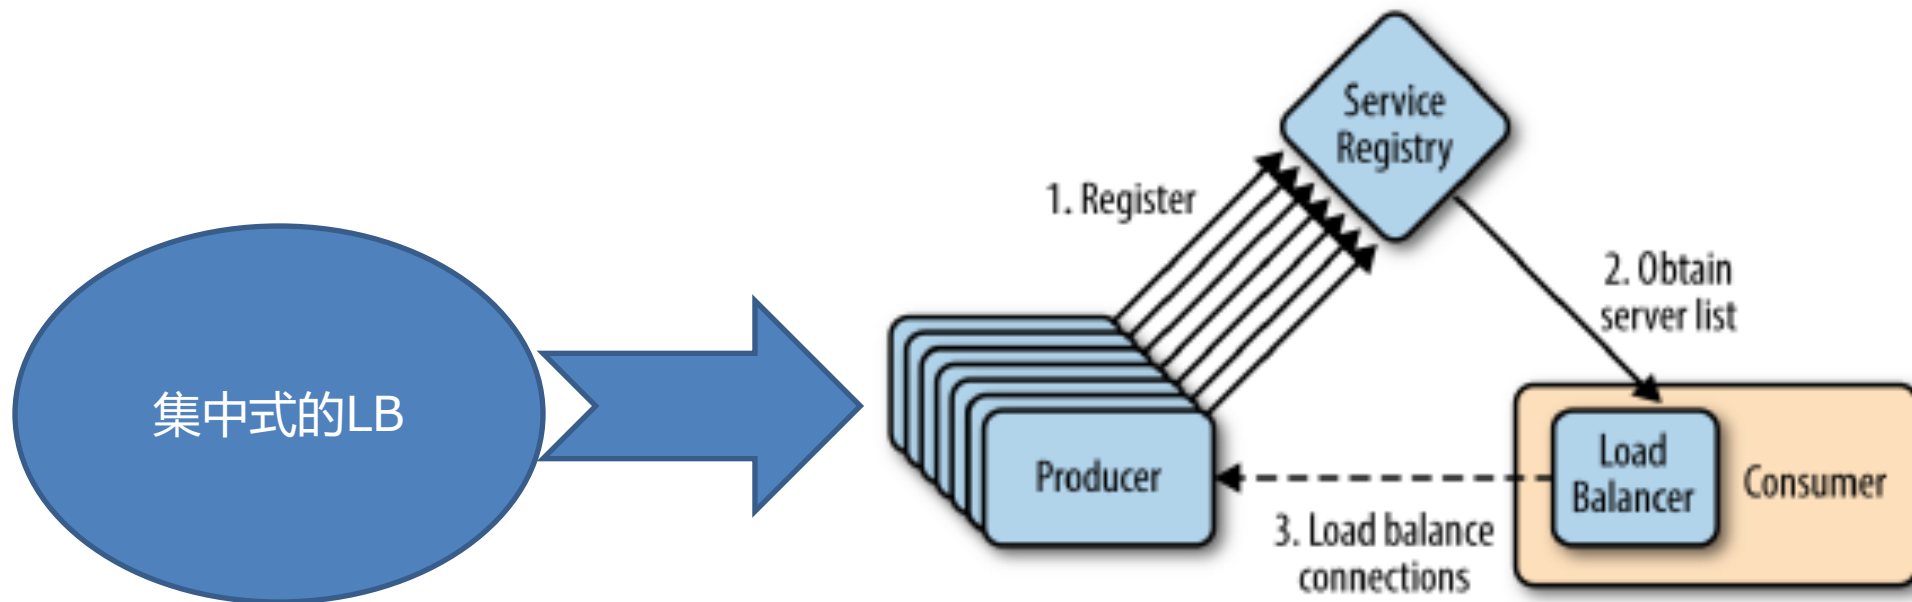 集中式的LB
Service
Registry
1. Register
2. Obtain
server list
Producer
Load
Balancer
Consumer
3. Load balance
connections